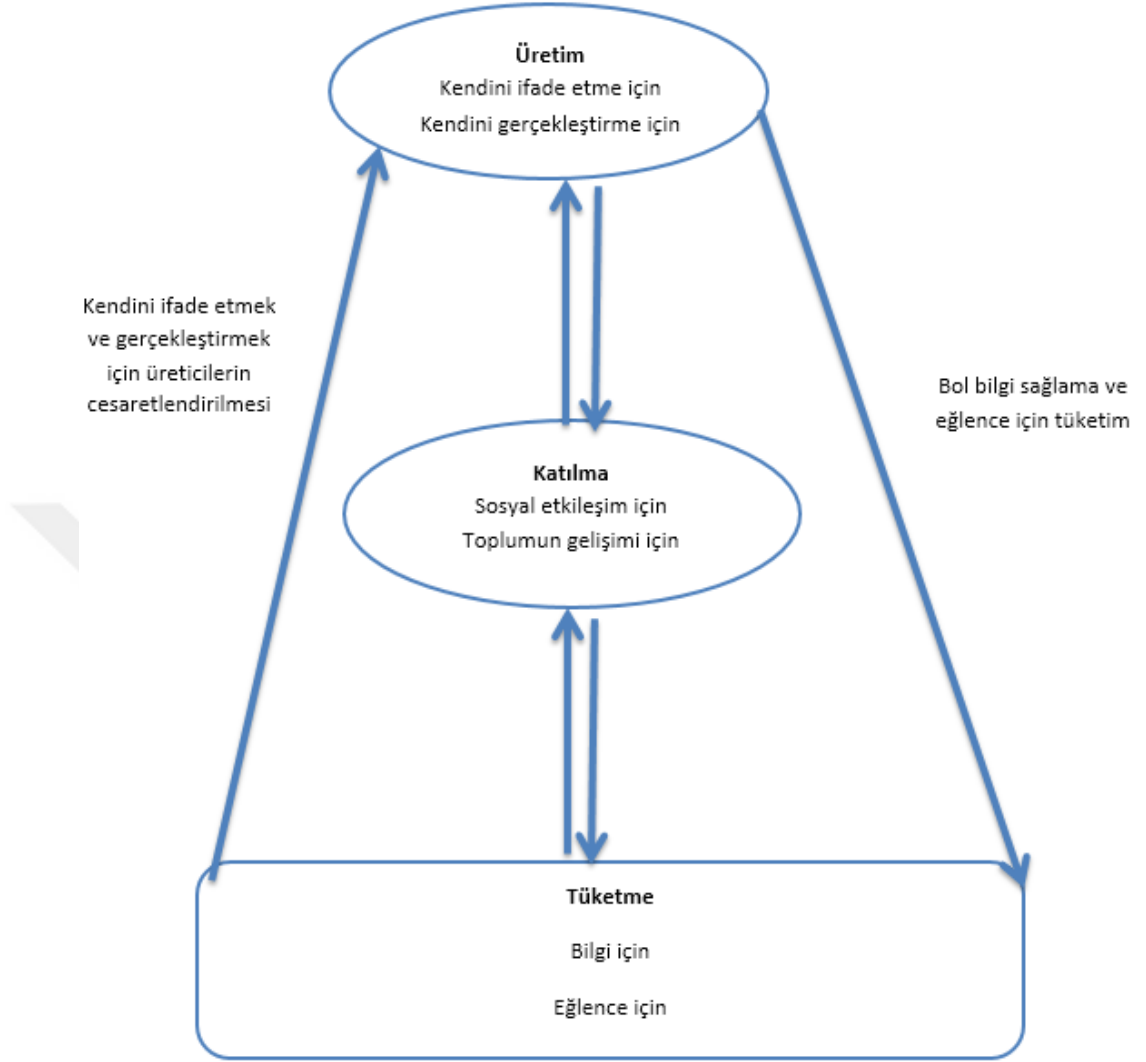 Üretim
Kendini ifade etme için
Kendini gerçekleştirme için
Kendini ifade etmek
ve gerçekleştirmek
için üreticilerin
cesaretlendirilmesi
Bol bilgi sağlama ve
eğlence için tüketim
Katılma
Sosyal etkileşim için
Toplumun gelişimi için
Tüketme
Bilgi için
Eğlence için